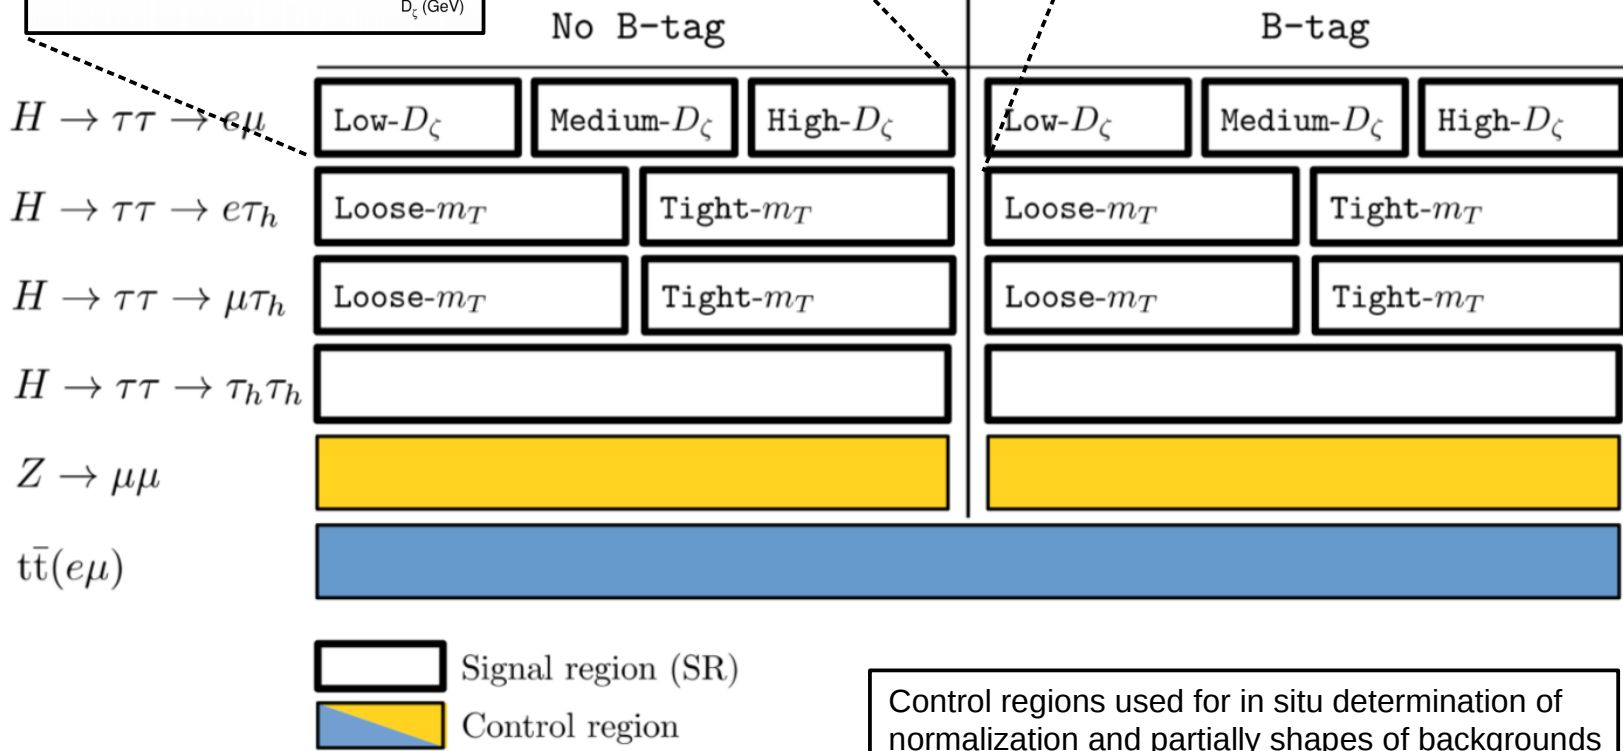 D_ζ (GeV)
No B-tag B-tag
H → ττ → eμ Low-D_ζ Medium-D_ζ High-D_ζ Low-D_ζ Medium-D_ζ High-D_ζ
H → ττ → eτ_h Loose-m_T Tight-m_T Loose-m_T Tight-m_T
H → ττ → μτ_h Loose-m_T Tight-m_T Loose-m_T Tight-m_T
H → ττ → τ_hτ_h
Z → μμ
tt̄(eμ)
Signal region (SR)
Control region
Control regions used for in situ determination of
normalization and partially shapes of backgrounds